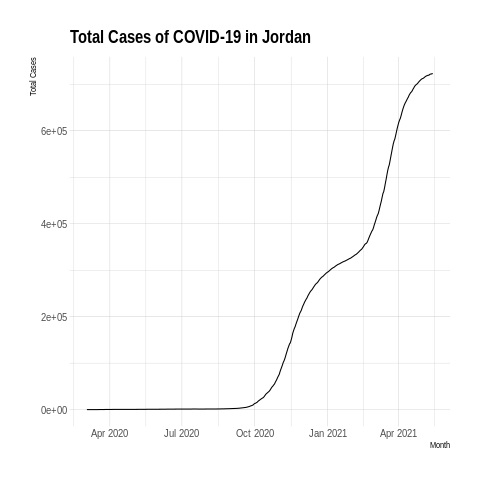 Total Cases of COVID-19 in Jordan
Total Cases
6e+05
4e+05
2e+05
0e+00
Apr 2020
Jul 2020
Oct 2020
Jan 2021
Apr 2021
Month